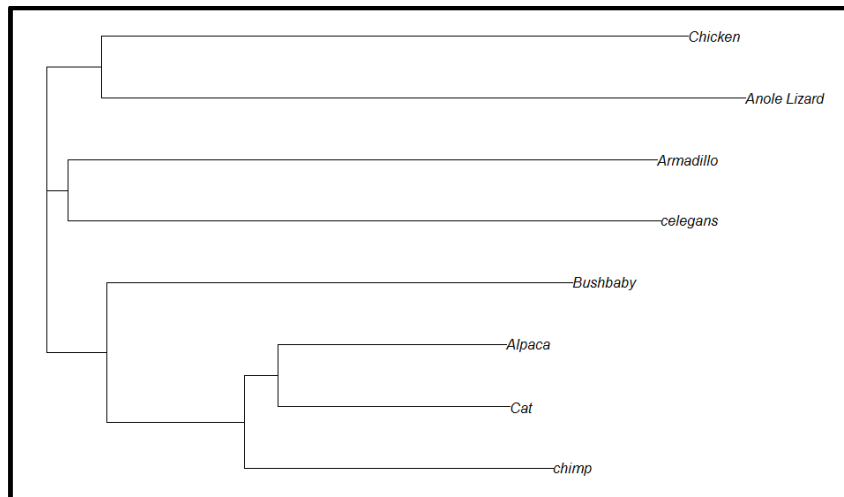 Chicken
Anole Lizard
Armadillo
celegans
Bushbaby
Alpaca
Cat
chimp